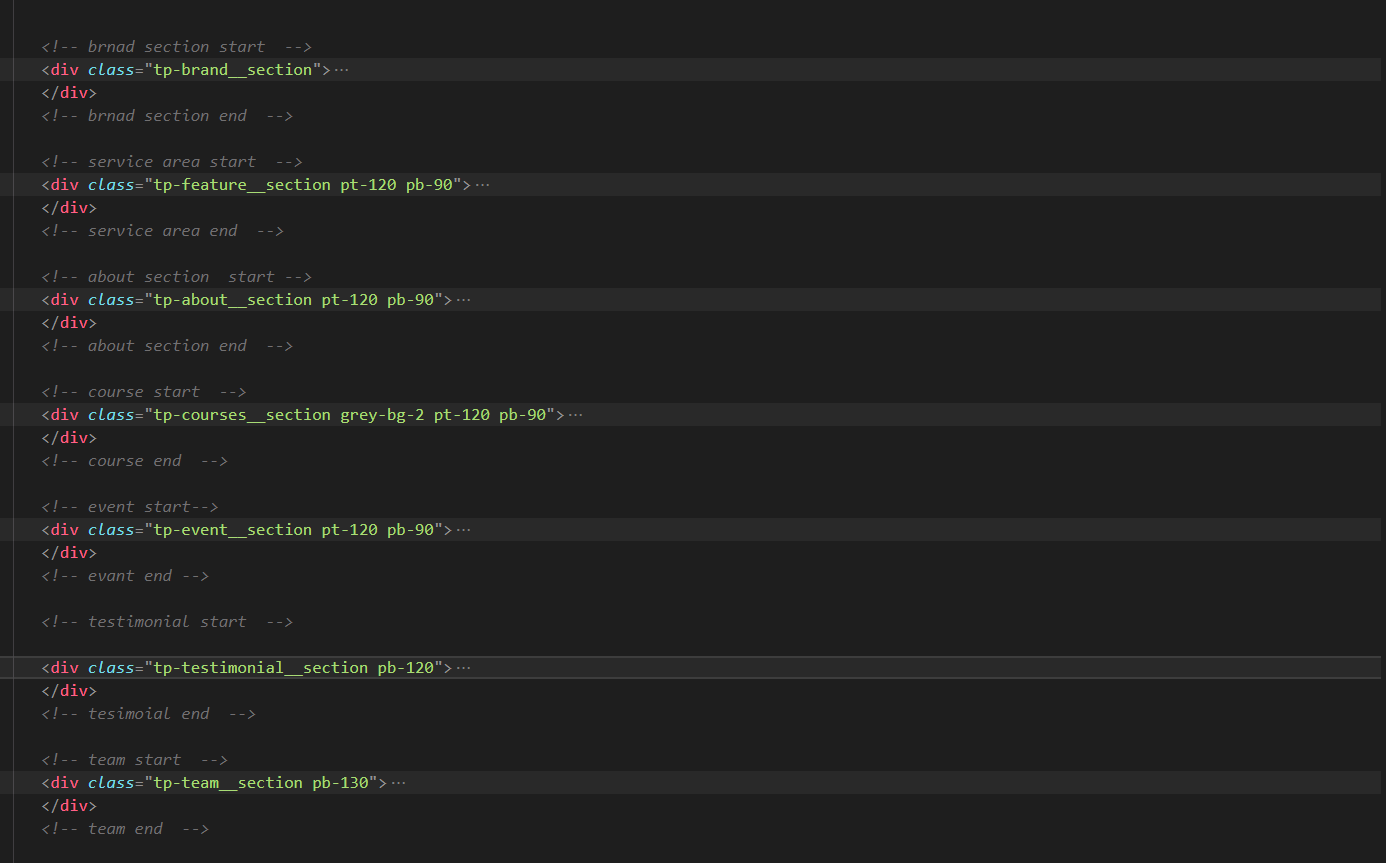 <!-- brnad section start  -->
<div class="tp-brand__section">···
</div>
<!-- brnad section end  -->
<!-- service area start  -->
<div class="tp-feature__section pt-120 pb-90">···
</div>
<!-- service area end  -->
<!-- about section  start -->
<div class="tp-about__section pt-120 pb-90">···
</div>
<!-- about section end  -->
<!-- course start  -->
<div class="tp-courses__section grey-bg-2 pt-120 pb-90">···
</div>
<!-- course end  -->
<!-- event start-->
<div class="tp-event__section pt-120 pb-90">···
</div>
<!-- evant end -->
<!-- testimonial start  -->
<div class="tp-testimonial__section pb-120">···
</div>
<!-- tesimoial end  -->
<!-- team start  -->
<div class="tp-team__section pb-130">···
</div>
<!-- team end  -->